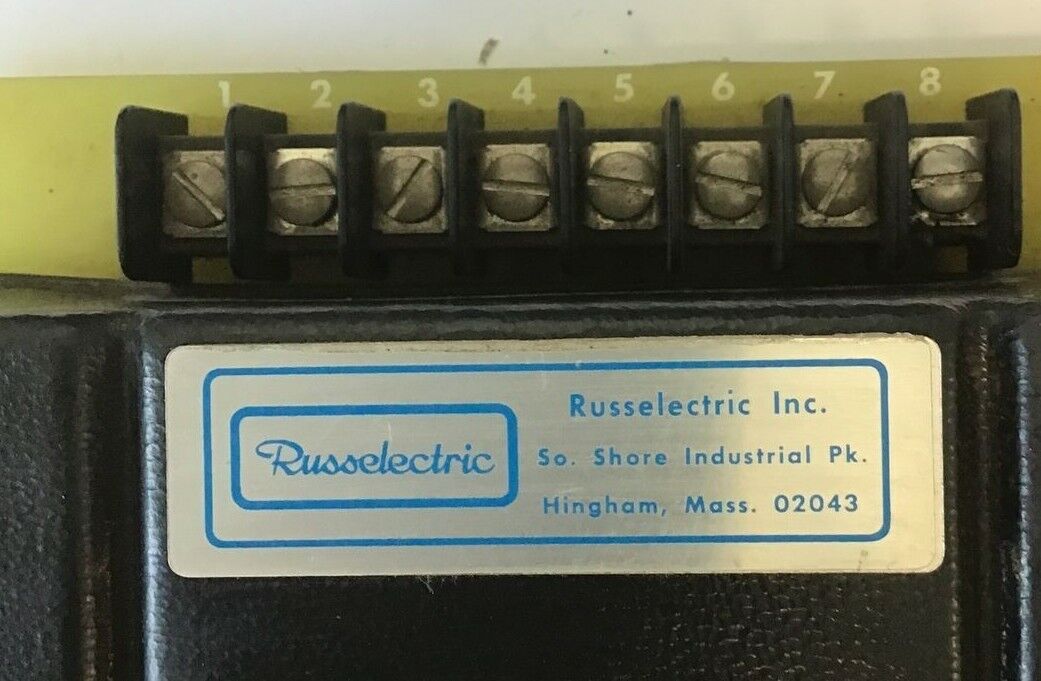 1 2 3 4 5 6 7 8
Russelectric
Russelectric Inc.
So. Shore Industrial Pk.
Hingham, Mass. 02043